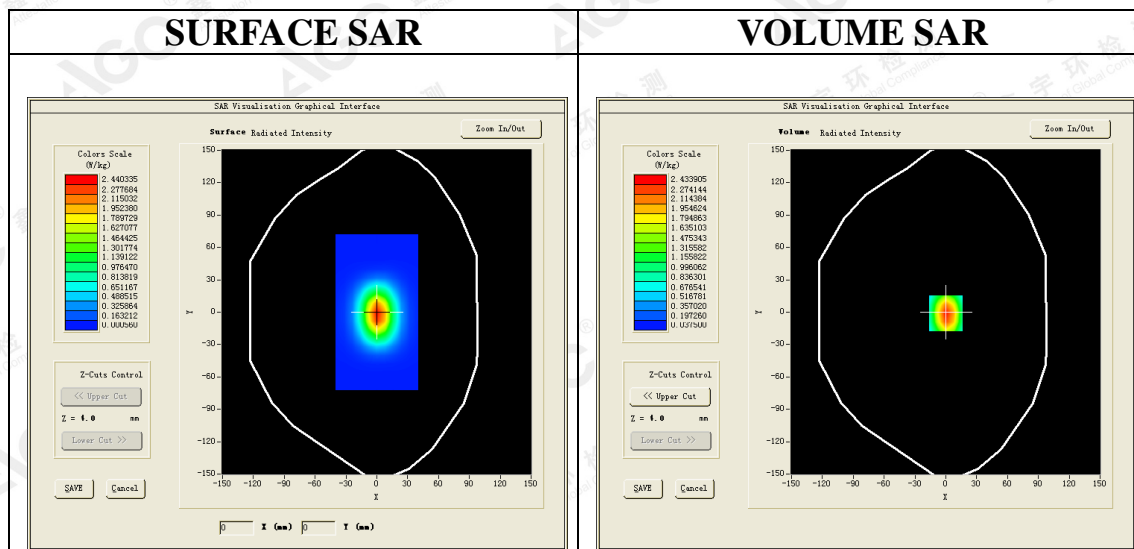 SURFACE SAR
VOLUME SAR
SAR Visualisation Graphical Interface
Surface Radiated Intensity
Zoom In/Out
Colors Scale
(W/kg)
2.440335
2.277684
2.115032
1.952380
1.789729
1.627077
1.464425
1.301774
1.139122
0.976470
0.813819
0.651167
0.488515
0.325864
0.163212
0.000560
Z-Cuts Control
<< Upper Cut
Z = 4.0 mm
Lower Cut >>
SAVE Cancel
150
120
90
60
30
0
-30
-60
-90
-120
-150
Y
-150 -120 -90 -60 -30 0 30 60 90 120 150
X
0 X (mm) 0 Y (mm)
SAR Visualisation Graphical Interface
Volume Radiated Intensity
Zoom In/Out
Colors Scale
(W/kg)
2.433905
2.274144
2.114384
1.954624
1.794863
1.635103
1.475343
1.315582
1.155822
0.996062
0.836301
0.676541
0.516781
0.357020
0.197260
0.037500
Z-Cuts Control
<< Upper Cut
Z = 4.0 mm
Lower Cut >>
SAVE Cancel
150
120
90
60
30
0
-30
-60
-90
-120
-150
Y
-150 -120 -90 -60 -30 0 30 60 90 120 150
X